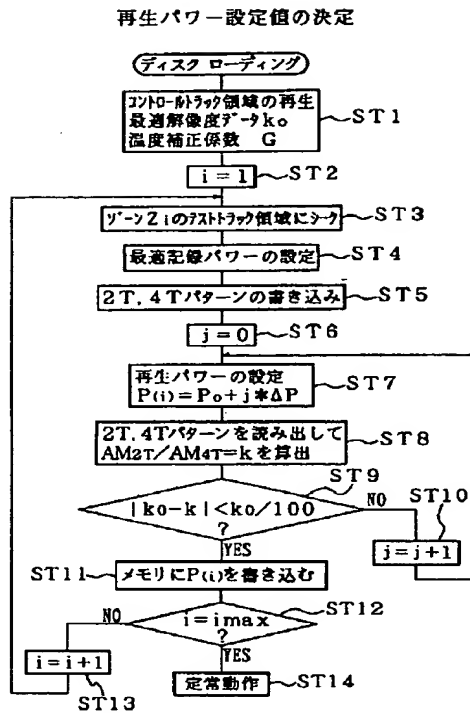 再生パワー設定値の決定
ディスク ローディング
コントロールトラック領域の再生
最適解像度データko
温度補正係数 G
ST1
i=1
ST2
ゾーンZiのテストトラック領域にシーク
ST3
最適記録パワーの設定
ST4
2T, 4Tパターンの書き込み
ST5
j=0
ST6
再生パワーの設定
P(i)=Po+j*ΔP
ST7
2T,4Tパターンを読み出して
AM2T/AM4T=kを算出
ST8
ST9
|ko-k|<ko/100
?
NO
ST10
j=j+1
YES
ST11
メモリにP(i)を書き込む
ST12
i=imax
?
NO
i=i+1
ST13
YES
定常動作
ST14